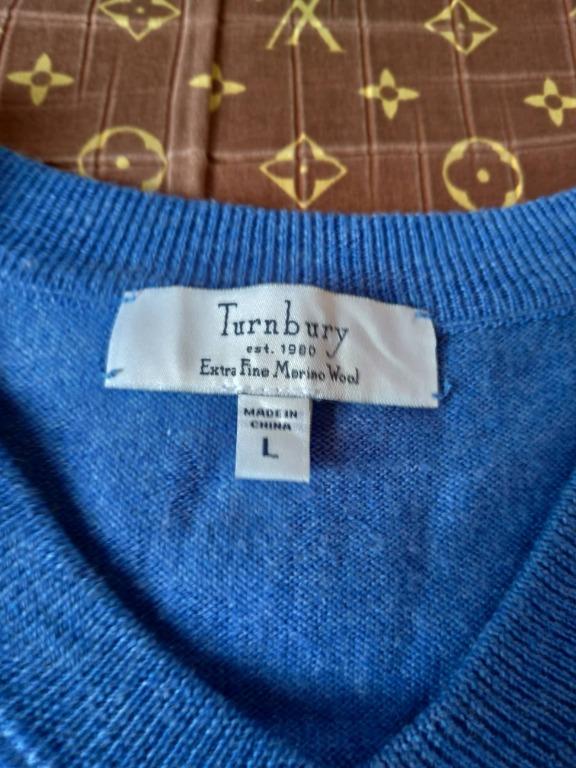 Turnbury
est. 1980
Extra Fine Merino Wool
MADE IN
CHINA
L